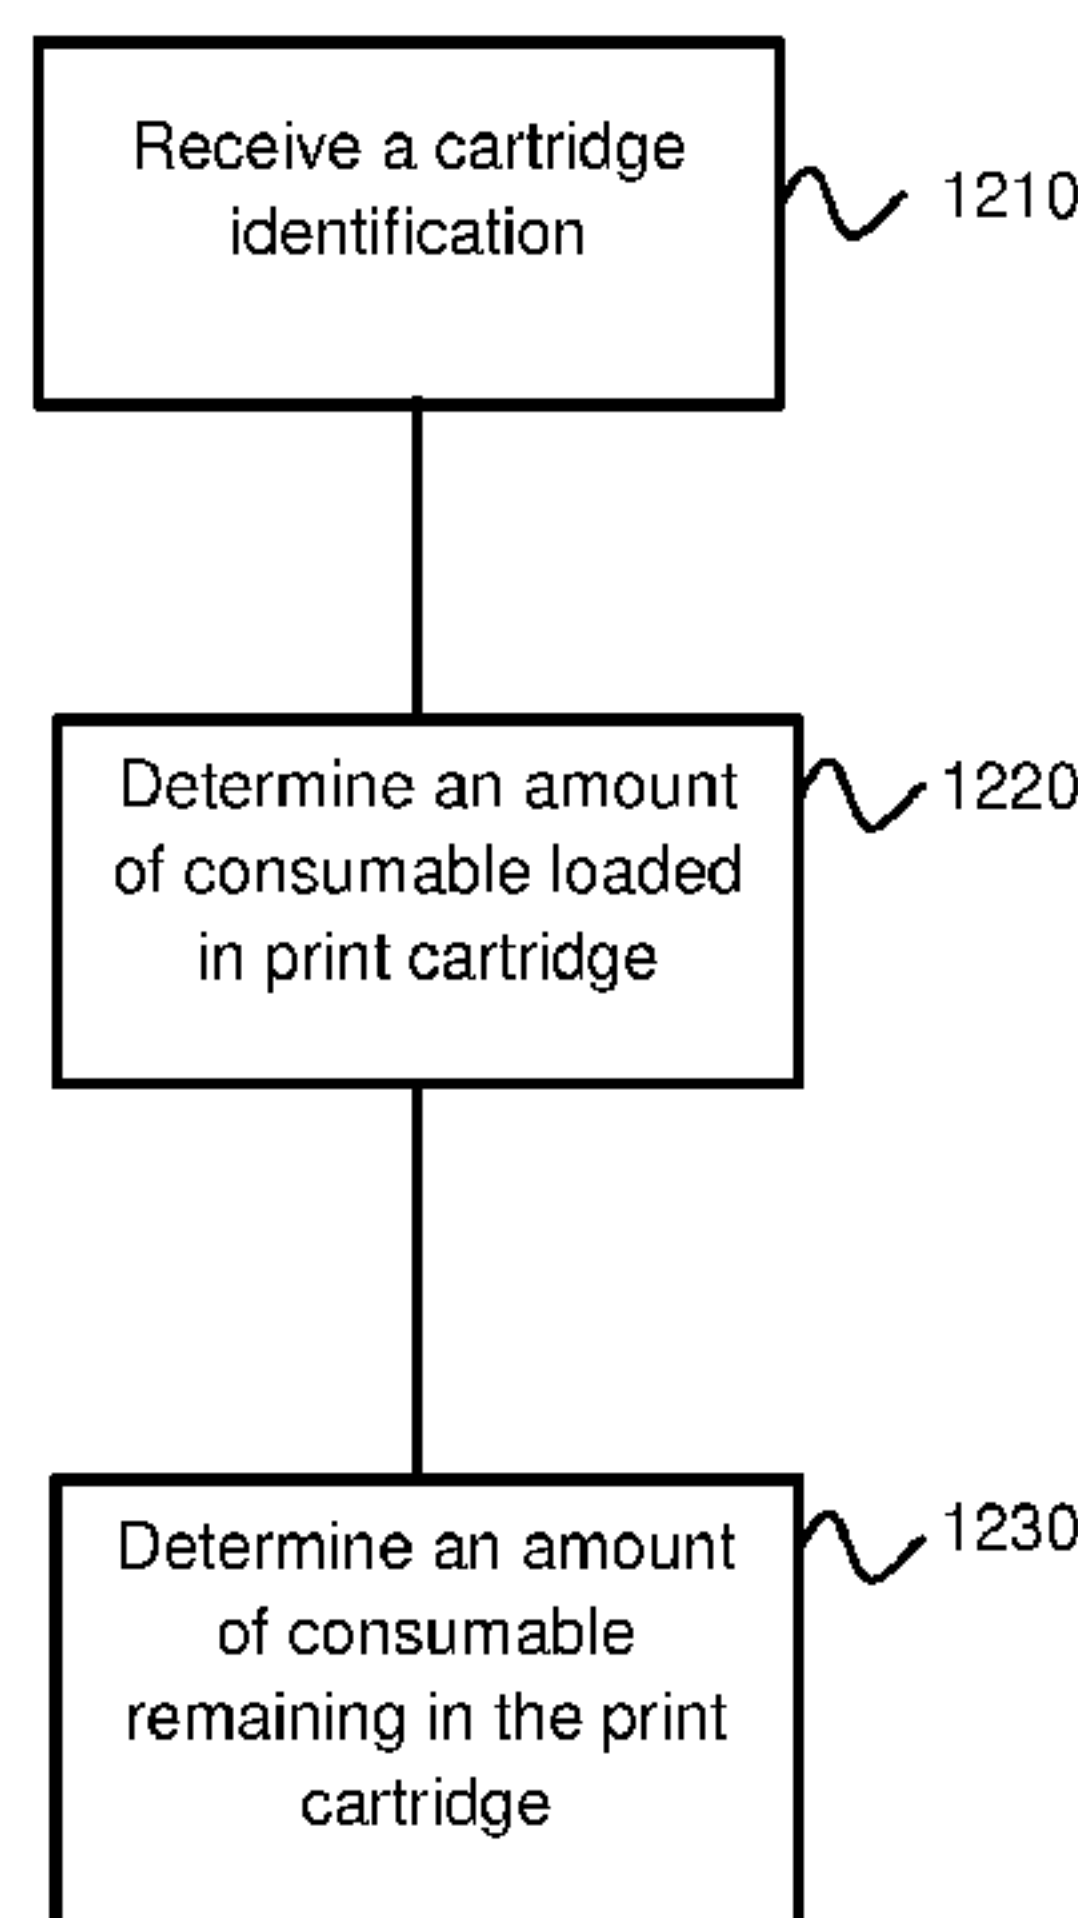 Receive a cartridge
identification
1210
Determine an amount
of consumable loaded
in print cartridge
1220
Determine an amount
of consumable
remaining in the print
cartridge
1230